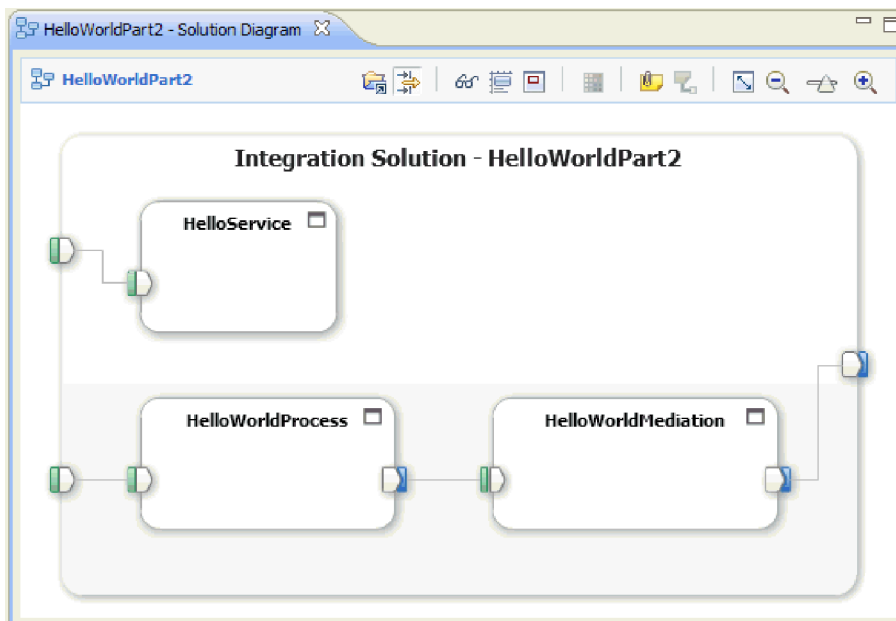 HelloWorldPart2 - Solution Diagram
HelloWorldPart2
Integration Solution - HelloWorldPart2
HelloService
HelloWorldProcess
HelloWorldMediation